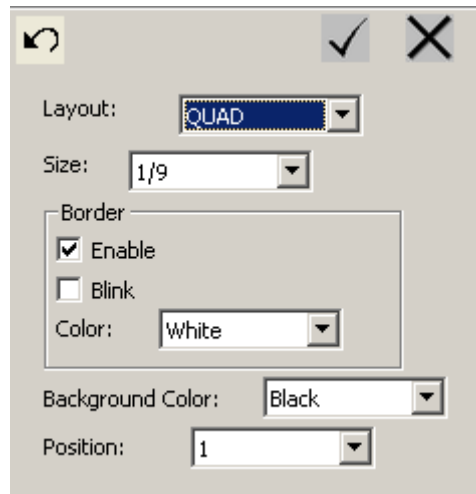 Layout: QUAD
Size: 1/9
Border
Enable
Blink
Color: White
Background Color: Black
Position: 1